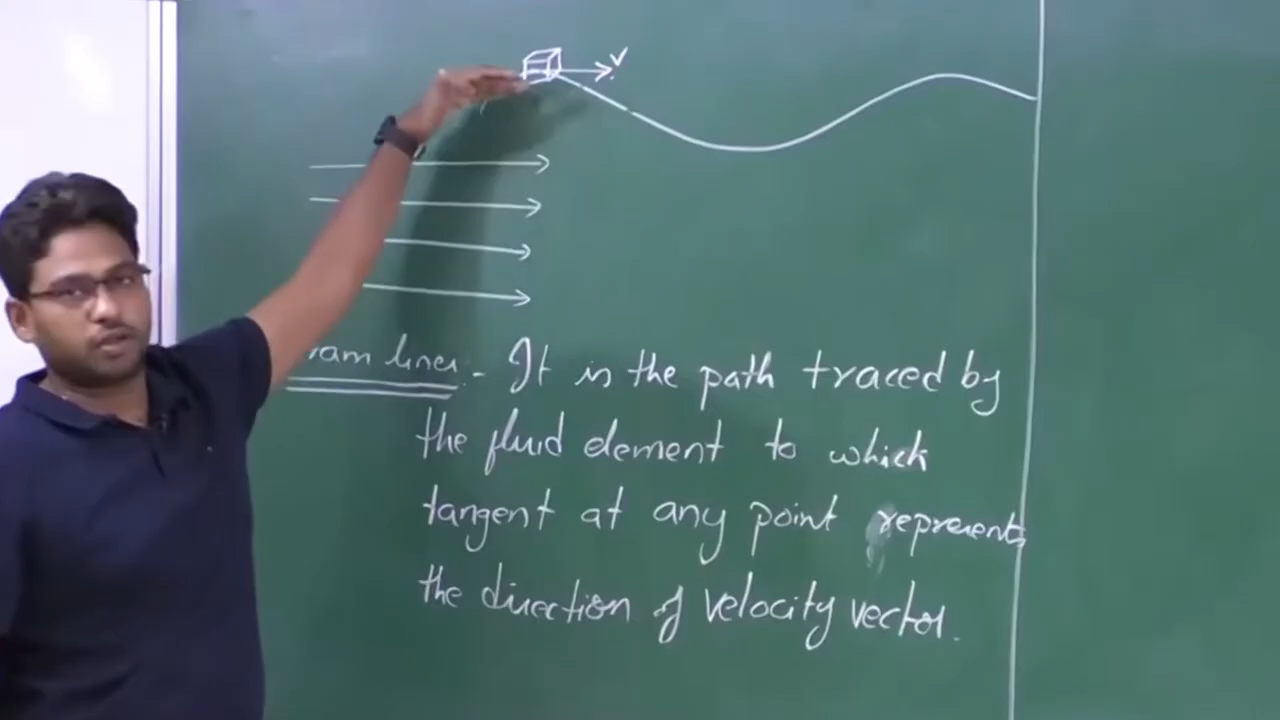 V
lines :- It is the path traced by
the fluid element to which
tangent at any point represents
the direction of velocity vector.